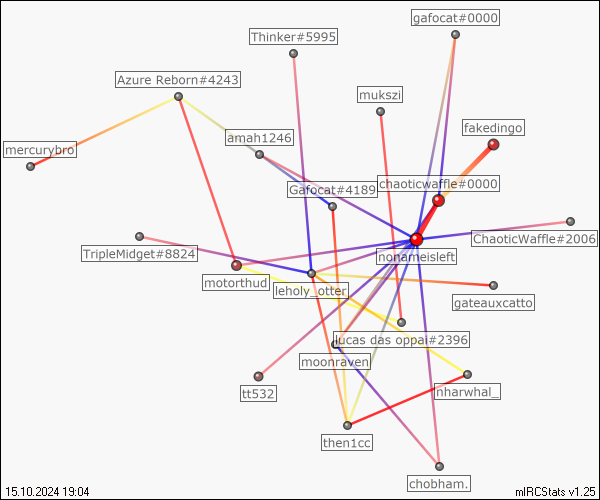 gafocat#0000
Thinker#5995
Azure Reborn#4243
mukszi
fakedingo
amah1246
mercurybro
chaoticwaffle#0000
Gafocat#4189
ChaoticWaffle#2006
TripleMidget#8824
nonameisleft
motorthud
leholy_otter
gateauxcatto
lucas das oppai#2396
moonraven
tt532
nharwhal_
then1cc
chobham.
15.10.2024 19:04
mIRCStats v1.25